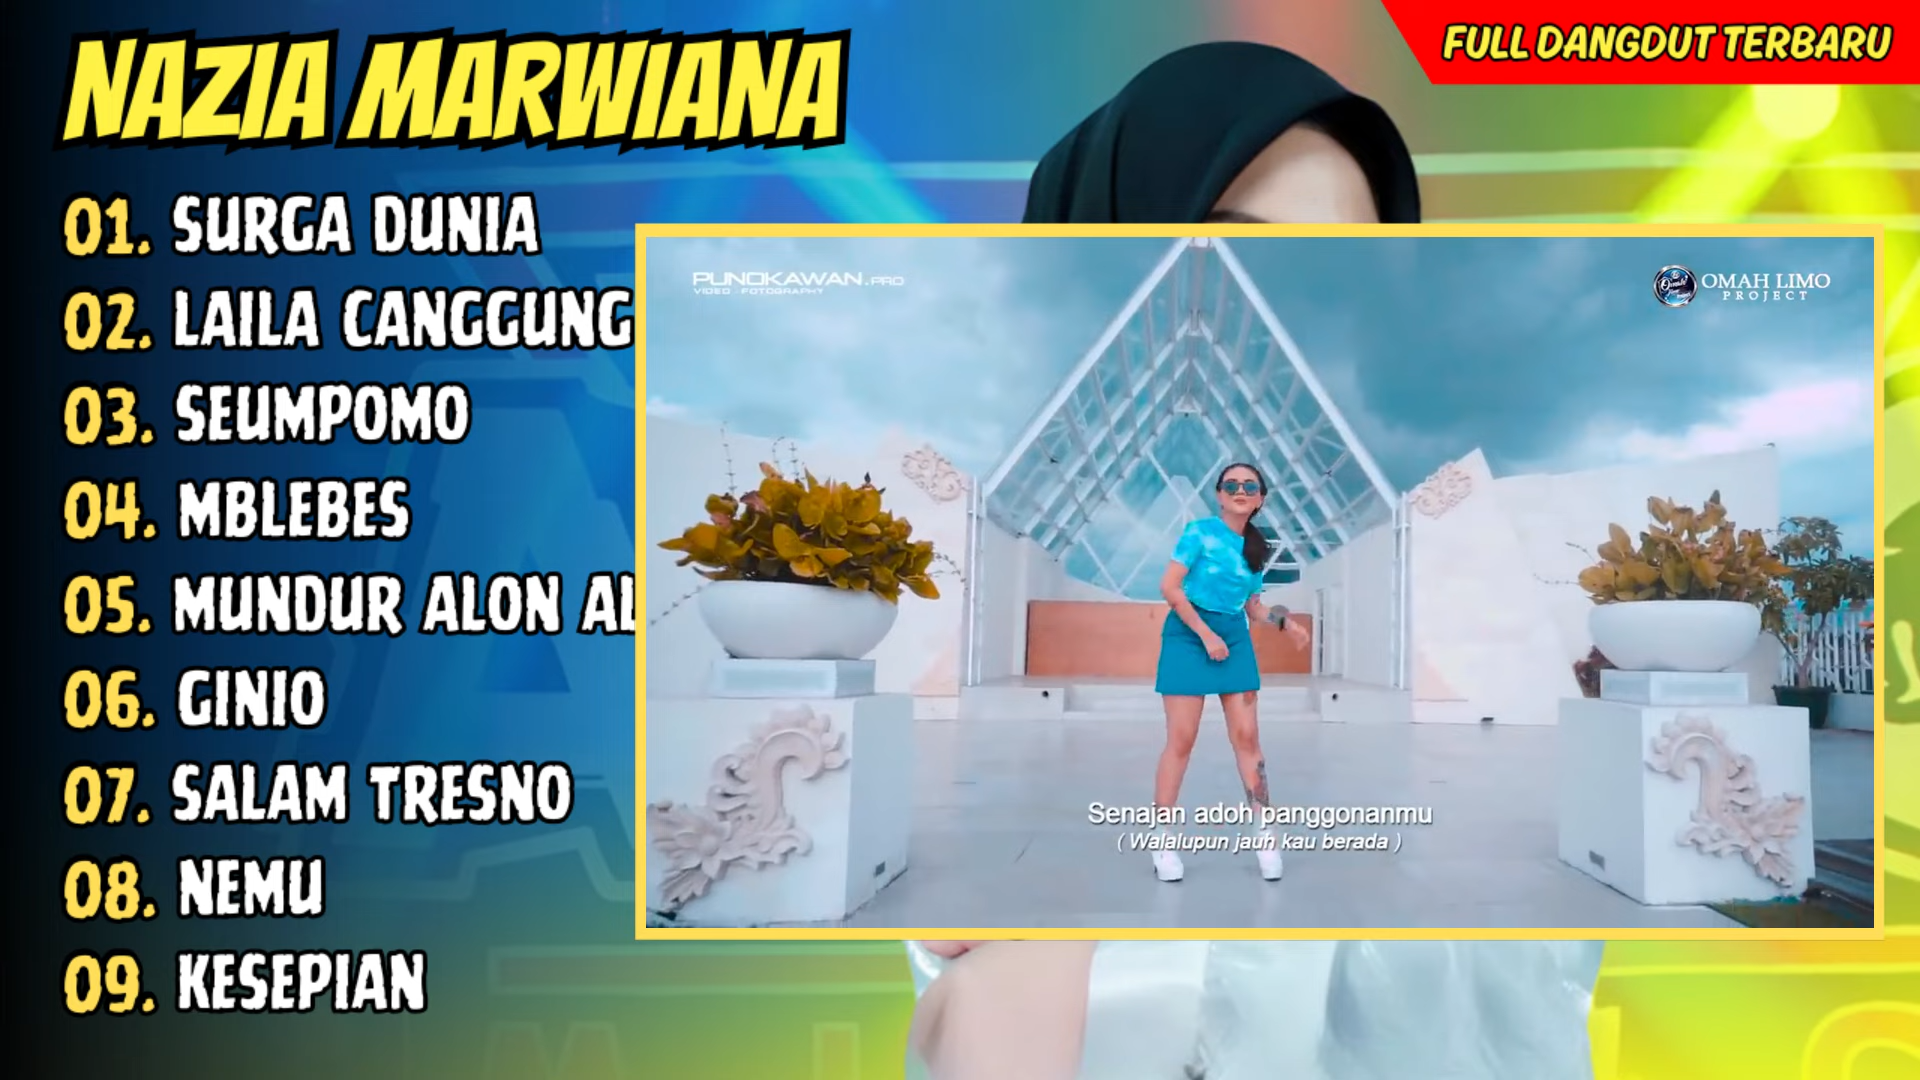 NAZIA MARWIANA
FULL DANGDUT TERBARU
01. SURGA DUNIA
02. LAILA CANGGUNG
03. SEUMPOMO
04. MBLEBES
05. MUNDUR ALON AL
06. GINIO
07. SALAM TRESNO
08. NEMU
09. KESEPIAN
PUNOKAWAN.PRO
VIDEO - FOTOGRAPHY
OMAH LIMO
PROJECT
Senajan adoh panggonanmu
( Walalupun jauh kau berada )